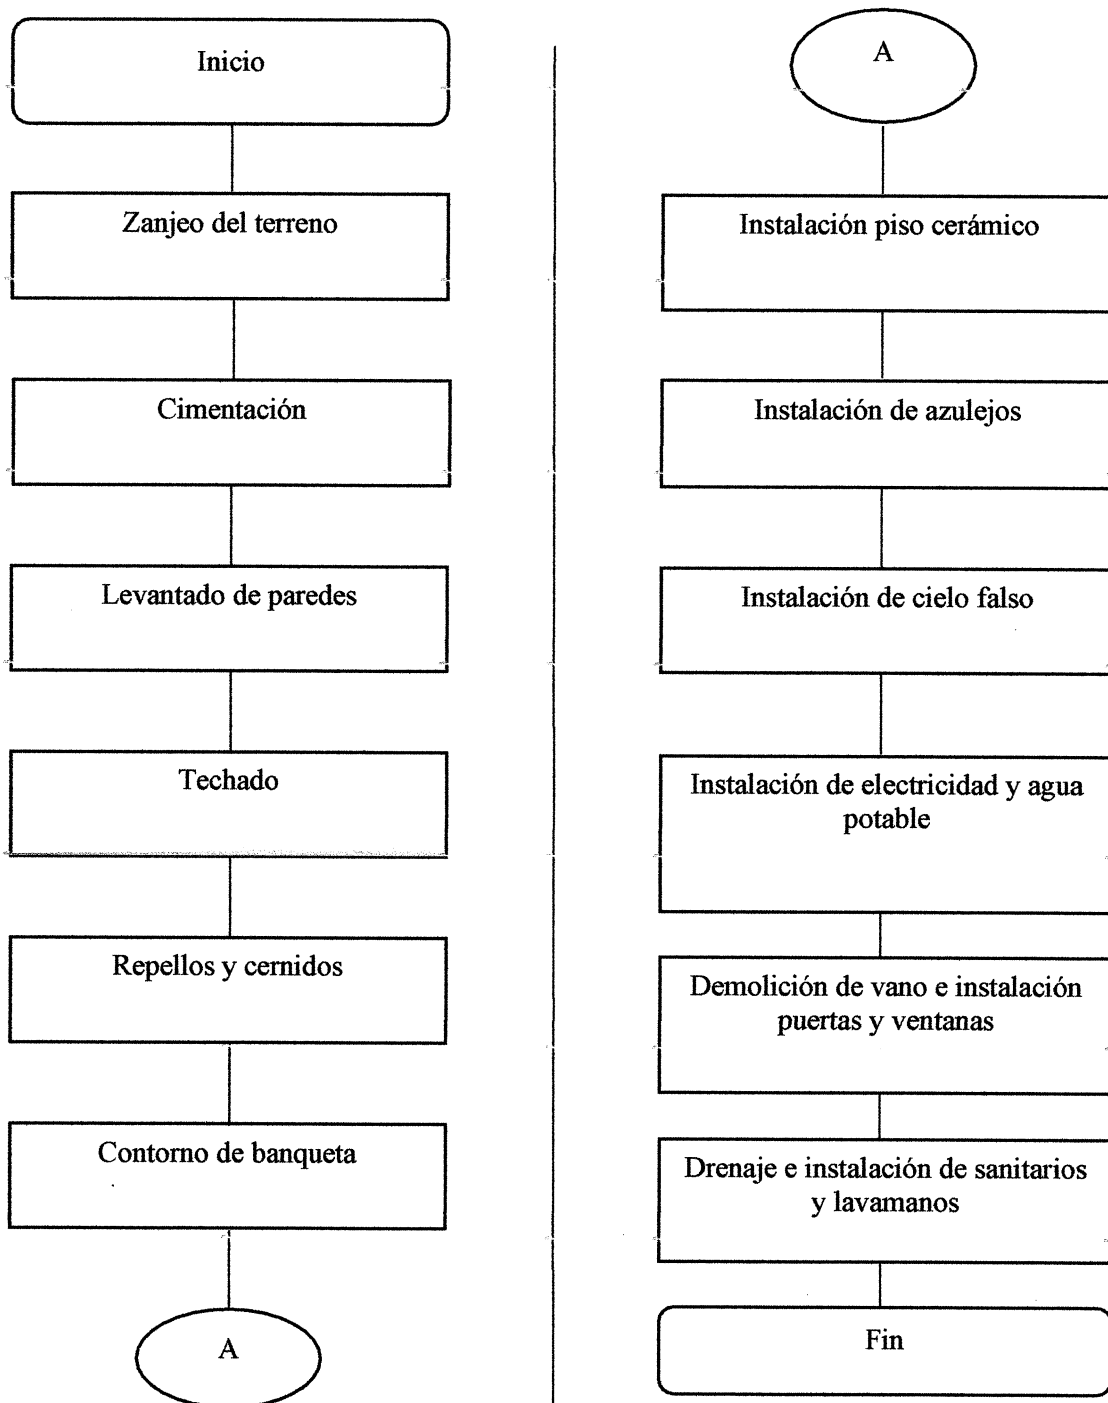 Inicio
Zanjeo del terreno
Cimentación
Levantado de paredes
Techado
Repellos y cernidos
Contorno de banqueta
A
A
Instalación piso cerámico
Instalación de azulejos
Instalación de cielo falso
Instalación de electricidad y agua
potable
Demolición de vano e instalación
puertas y ventanas
Drenaje e instalación de sanitarios
y lavamanos
Fin